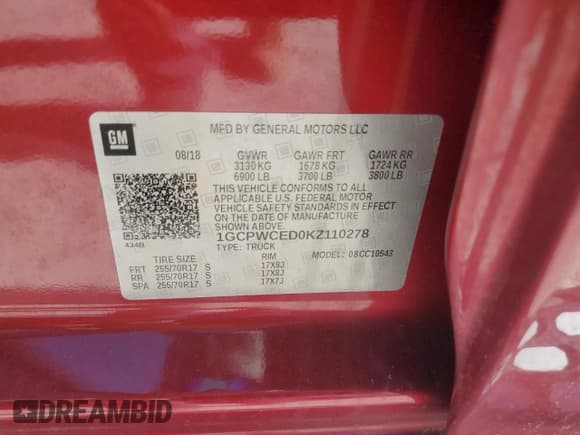 GM
MFD BY GENERAL MOTORS LLC
08/18 GVWR GAWR FRT GAWR RR
3130 KG 1678 KG 1724 KG
6900 LB 3700 LB 3800 LB
THIS VEHICLE CONFORMS TO ALL
APPLICABLE U.S. FEDERAL MOTOR
VEHICLE SAFETY STANDARDS IN EFFECT
ON THE DATE OF MANUFACTURE
SHOWN ABOVE.
1GCPWCED0KZ110278
434B TYPE: TRUCK MODEL: 08CC10543
TIRE SIZE RIM
FRT 255/70R17 S 17X8J
RR 255/70R17 S 17X8J
SPA 255/70R17 S 17X7J
DREAMBID